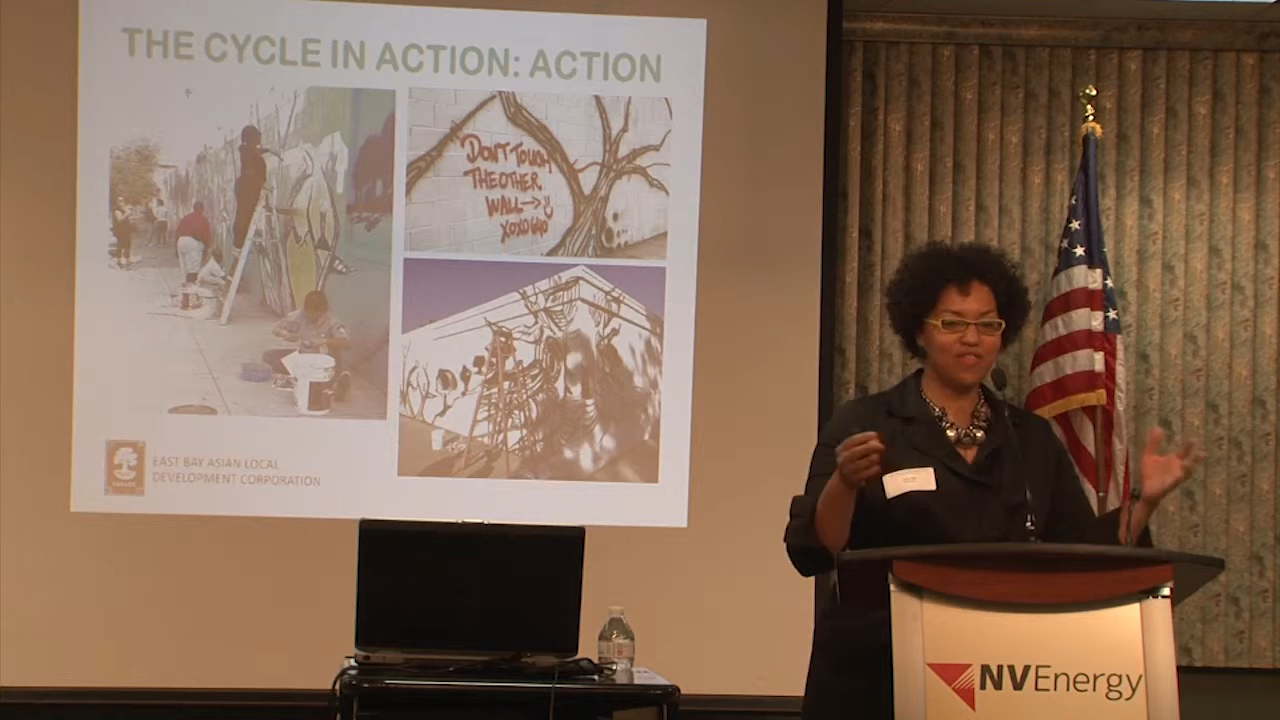 THE CYCLE IN ACTION: ACTION
DON'T TOUCH
THE OTHER
WALL→
XOXO
EAST BAY ASIAN LOCAL
DEVELOPMENT CORPORATION
NVEnergy